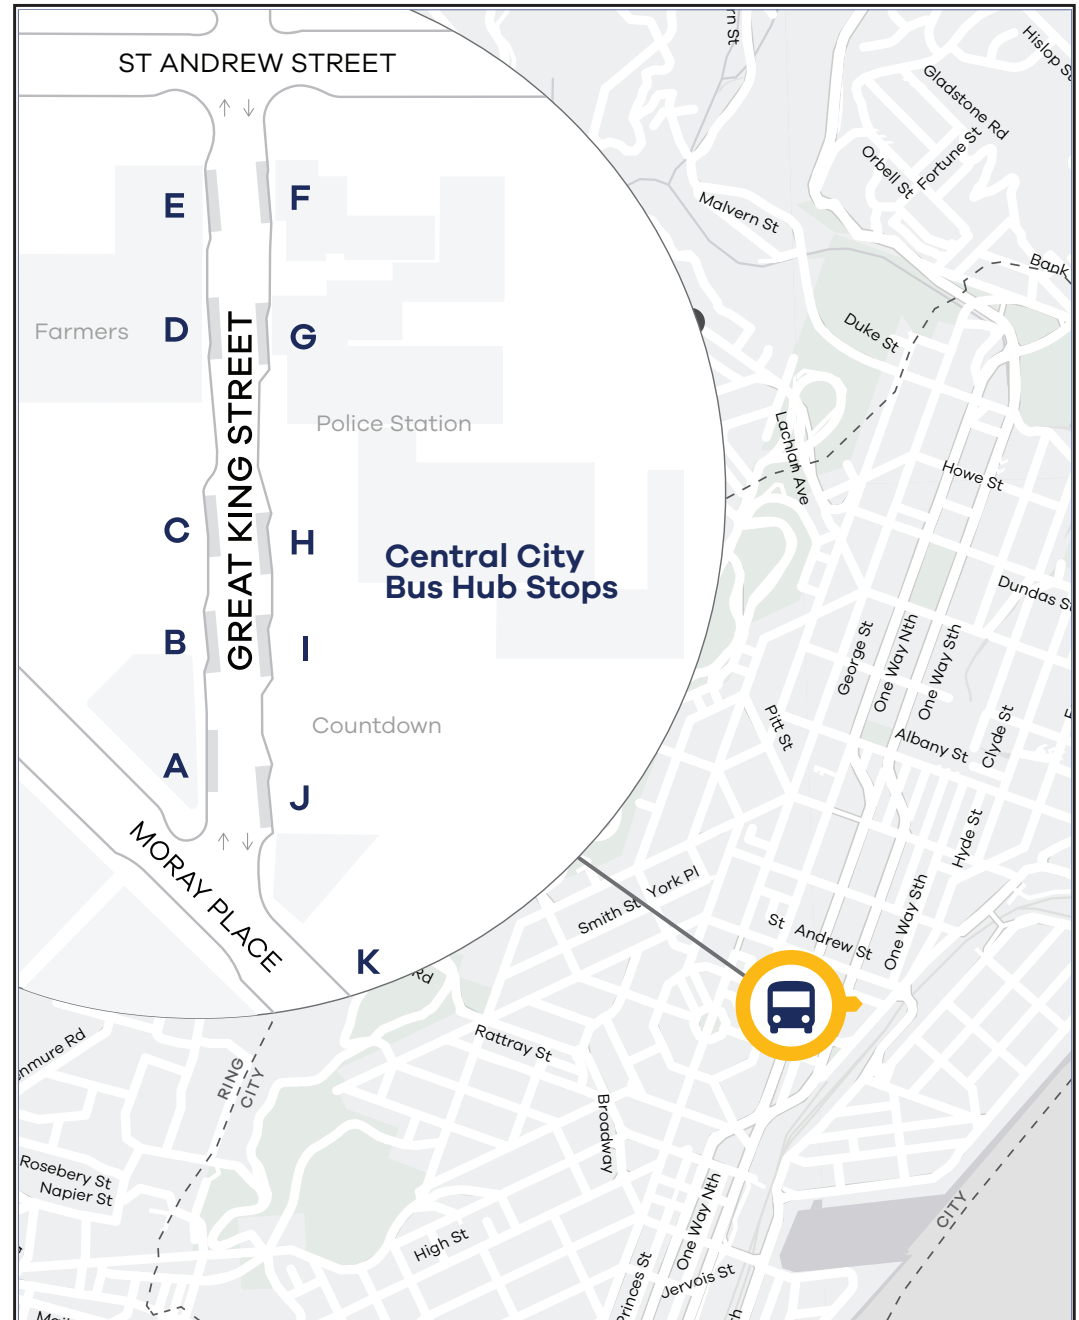 ST ANDREW STREET
E
F
Farmers
D
G
GREAT KING STREET
Police Station
C
H
Central City
Bus Hub Stops
B
I
Countdown
A
J
MORAY PLACE
K
Hislop St
Gladstone Rd
Fortune St
Orbell St
Malvern St
Bank
Duke St
Lachlan Ave
Howe St
Dundas St
George St
One Way Nth
One Way Sth
Pitt St
Albany St
Clyde St
Hyde St
York Pl
Smith St
St Andrew St
One Way Sth
Rd
Rattray St
RING
CITY
Broadway
Rosebery St
Napier St
High St
One Way Nth
Princes St
Jervois St
CITY